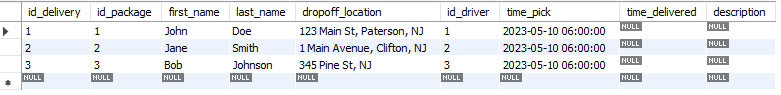 id_delivery id_package first_name last_name dropoff_location id_driver time_pick time_delivered description
1 1 John Doe 123 Main St, Paterson, NJ 1 2023-05-10 06:00:00 NULL NULL
2 2 Jane Smith 1 Main Avenue, Clifton, NJ 2 2023-05-10 06:00:00 NULL NULL
3 3 Bob Johnson 345 Pine St, NJ 3 2023-05-10 06:00:00 NULL NULL
NULL NULL NULL NULL NULL NULL NULL NULL NULL